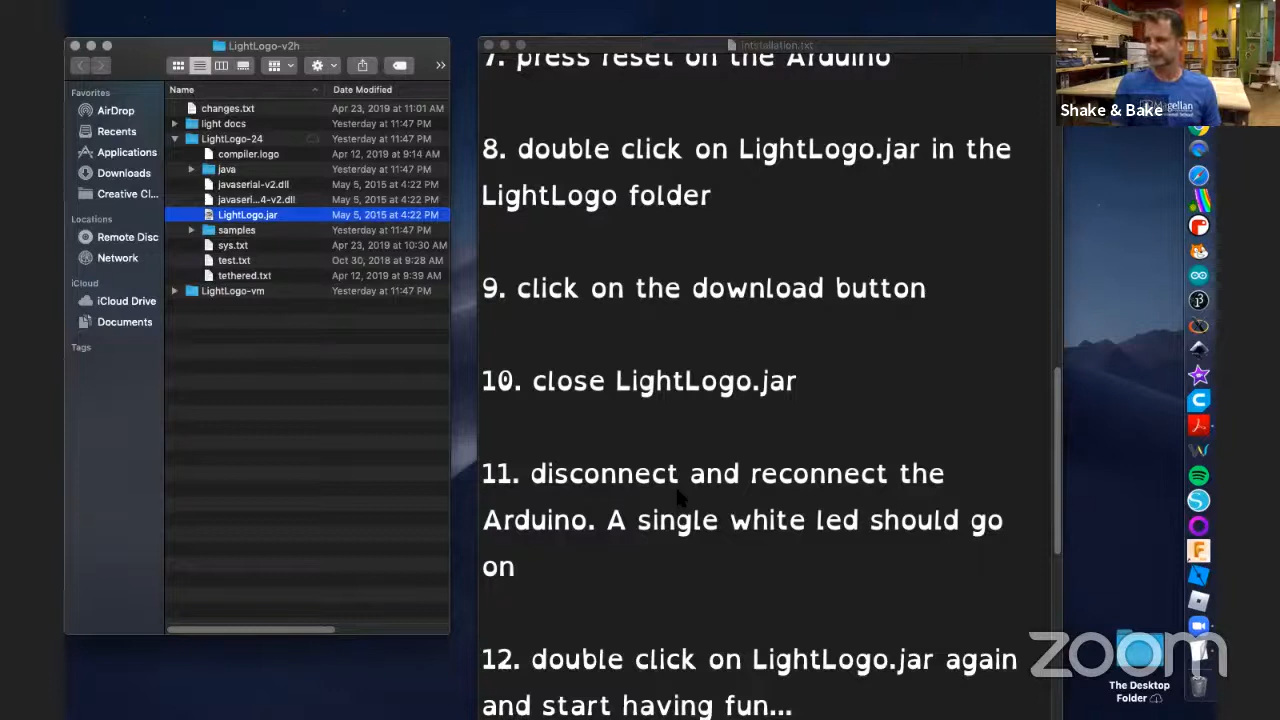 LightLogo-v2h
Name
Date Modified
Favorites
AirDrop
Recents
Applications
Downloads
Creative Cl...
Locations
Remote Disc
Network
iCloud
iCloud Drive
Documents
Tags
changes.txt Apr 23, 2019 at 11:01 AM
light docs Yesterday at 11:47 PM
LightLogo-24 Yesterday at 11:47 PM
compiler.logo Apr 12, 2019 at 9:14 AM
java Yesterday at 11:47 PM
javaserial-v2.dll May 5, 2015 at 4:22 PM
javaseri...4-v2.dll May 5, 2015 at 4:22 PM
LightLogo.jar May 5, 2015 at 4:22 PM
samples Yesterday at 11:47 PM
sys.txt Apr 23, 2019 at 10:30 AM
test.txt Oct 30, 2018 at 9:28 AM
tethered.txt Apr 12, 2019 at 9:39 AM
LightLogo-vm Yesterday at 11:47 PM
intstallation.txt
7. press reset on the Arduino
8. double click on LightLogo.jar in the
LightLogo folder
9. click on the download button
10. close LightLogo.jar
11. disconnect and reconnect the
Arduino. A single white led should go
on
12. double click on LightLogo.jar again
and start having fun...
Shake & Bake
Magellan
zoom
The Desktop
Folder